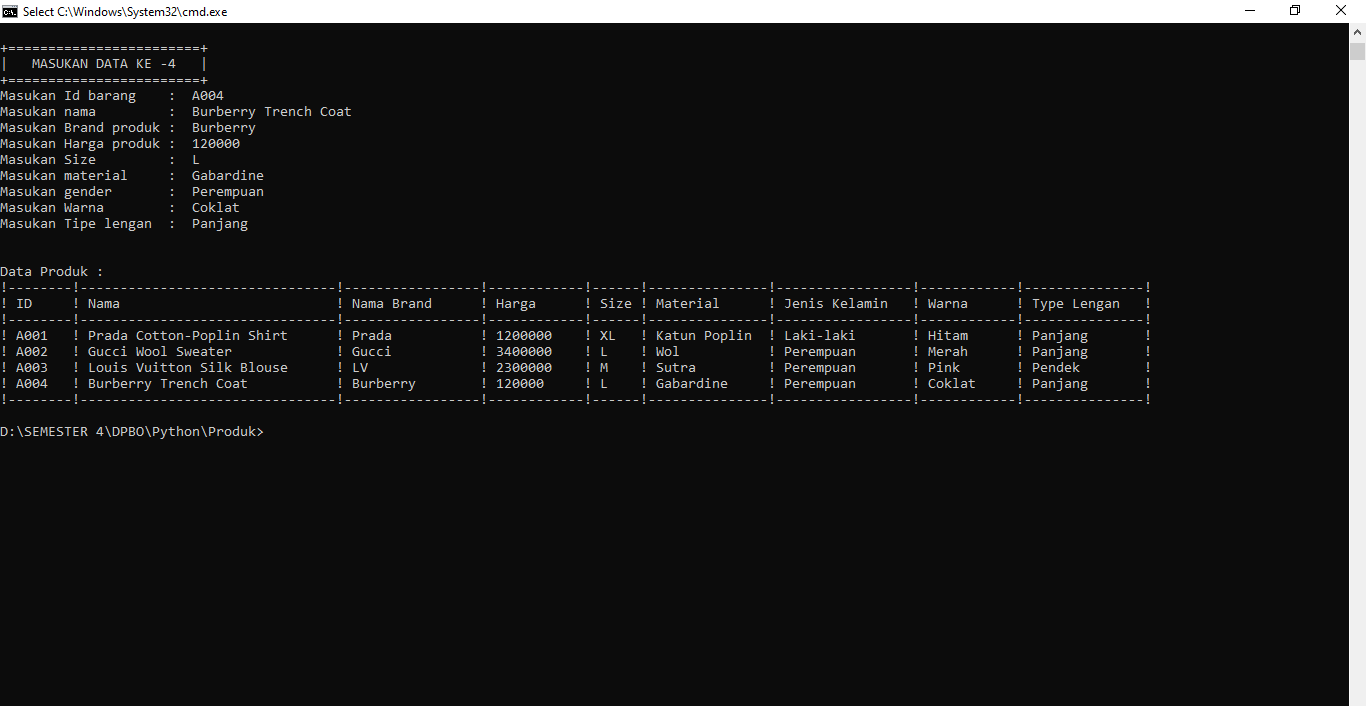 Select C:\Windows\System32\cmd.exe
+========================+
|   MASUKAN DATA KE -4   |
+========================+
Masukan Id barang    :  A004
Masukan nama         :  Burberry Trench Coat
Masukan Brand produk :  Burberry
Masukan Harga produk :  120000
Masukan Size         :  L
Masukan material     :  Gabardine
Masukan gender       :  Perempuan
Masukan Warna        :  Coklat
Masukan Tipe lengan  :  Panjang
Data Produk :
!--------!--------------------------------!-----------------!------------!------!---------------!-----------------!------------!---------------!
! ID     ! Nama                           ! Nama Brand      ! Harga      ! Size ! Material      ! Jenis Kelamin   ! Warna      ! Type Lengan   !
!--------!--------------------------------!-----------------!------------!------!---------------!-----------------!------------!---------------!
! A001   ! Prada Cotton-Poplin Shirt      ! Prada           ! 1200000    ! XL   ! Katun Poplin  ! Laki-laki       ! Hitam      ! Panjang       !
! A002   ! Gucci Wool Sweater             ! Gucci           ! 3400000    ! L    ! Wol           ! Perempuan       ! Merah      ! Panjang       !
! A003   ! Louis Vuitton Silk Blouse      ! LV              ! 2300000    ! M    ! Sutra         ! Perempuan       ! Pink       ! Pendek        !
! A004   ! Burberry Trench Coat           ! Burberry        ! 120000     ! L    ! Gabardine     ! Perempuan       ! Coklat     ! Panjang       !
!--------!--------------------------------!-----------------!------------!------!---------------!-----------------!------------!---------------!
D:\SEMESTER 4\DPBO\Python\Produk>